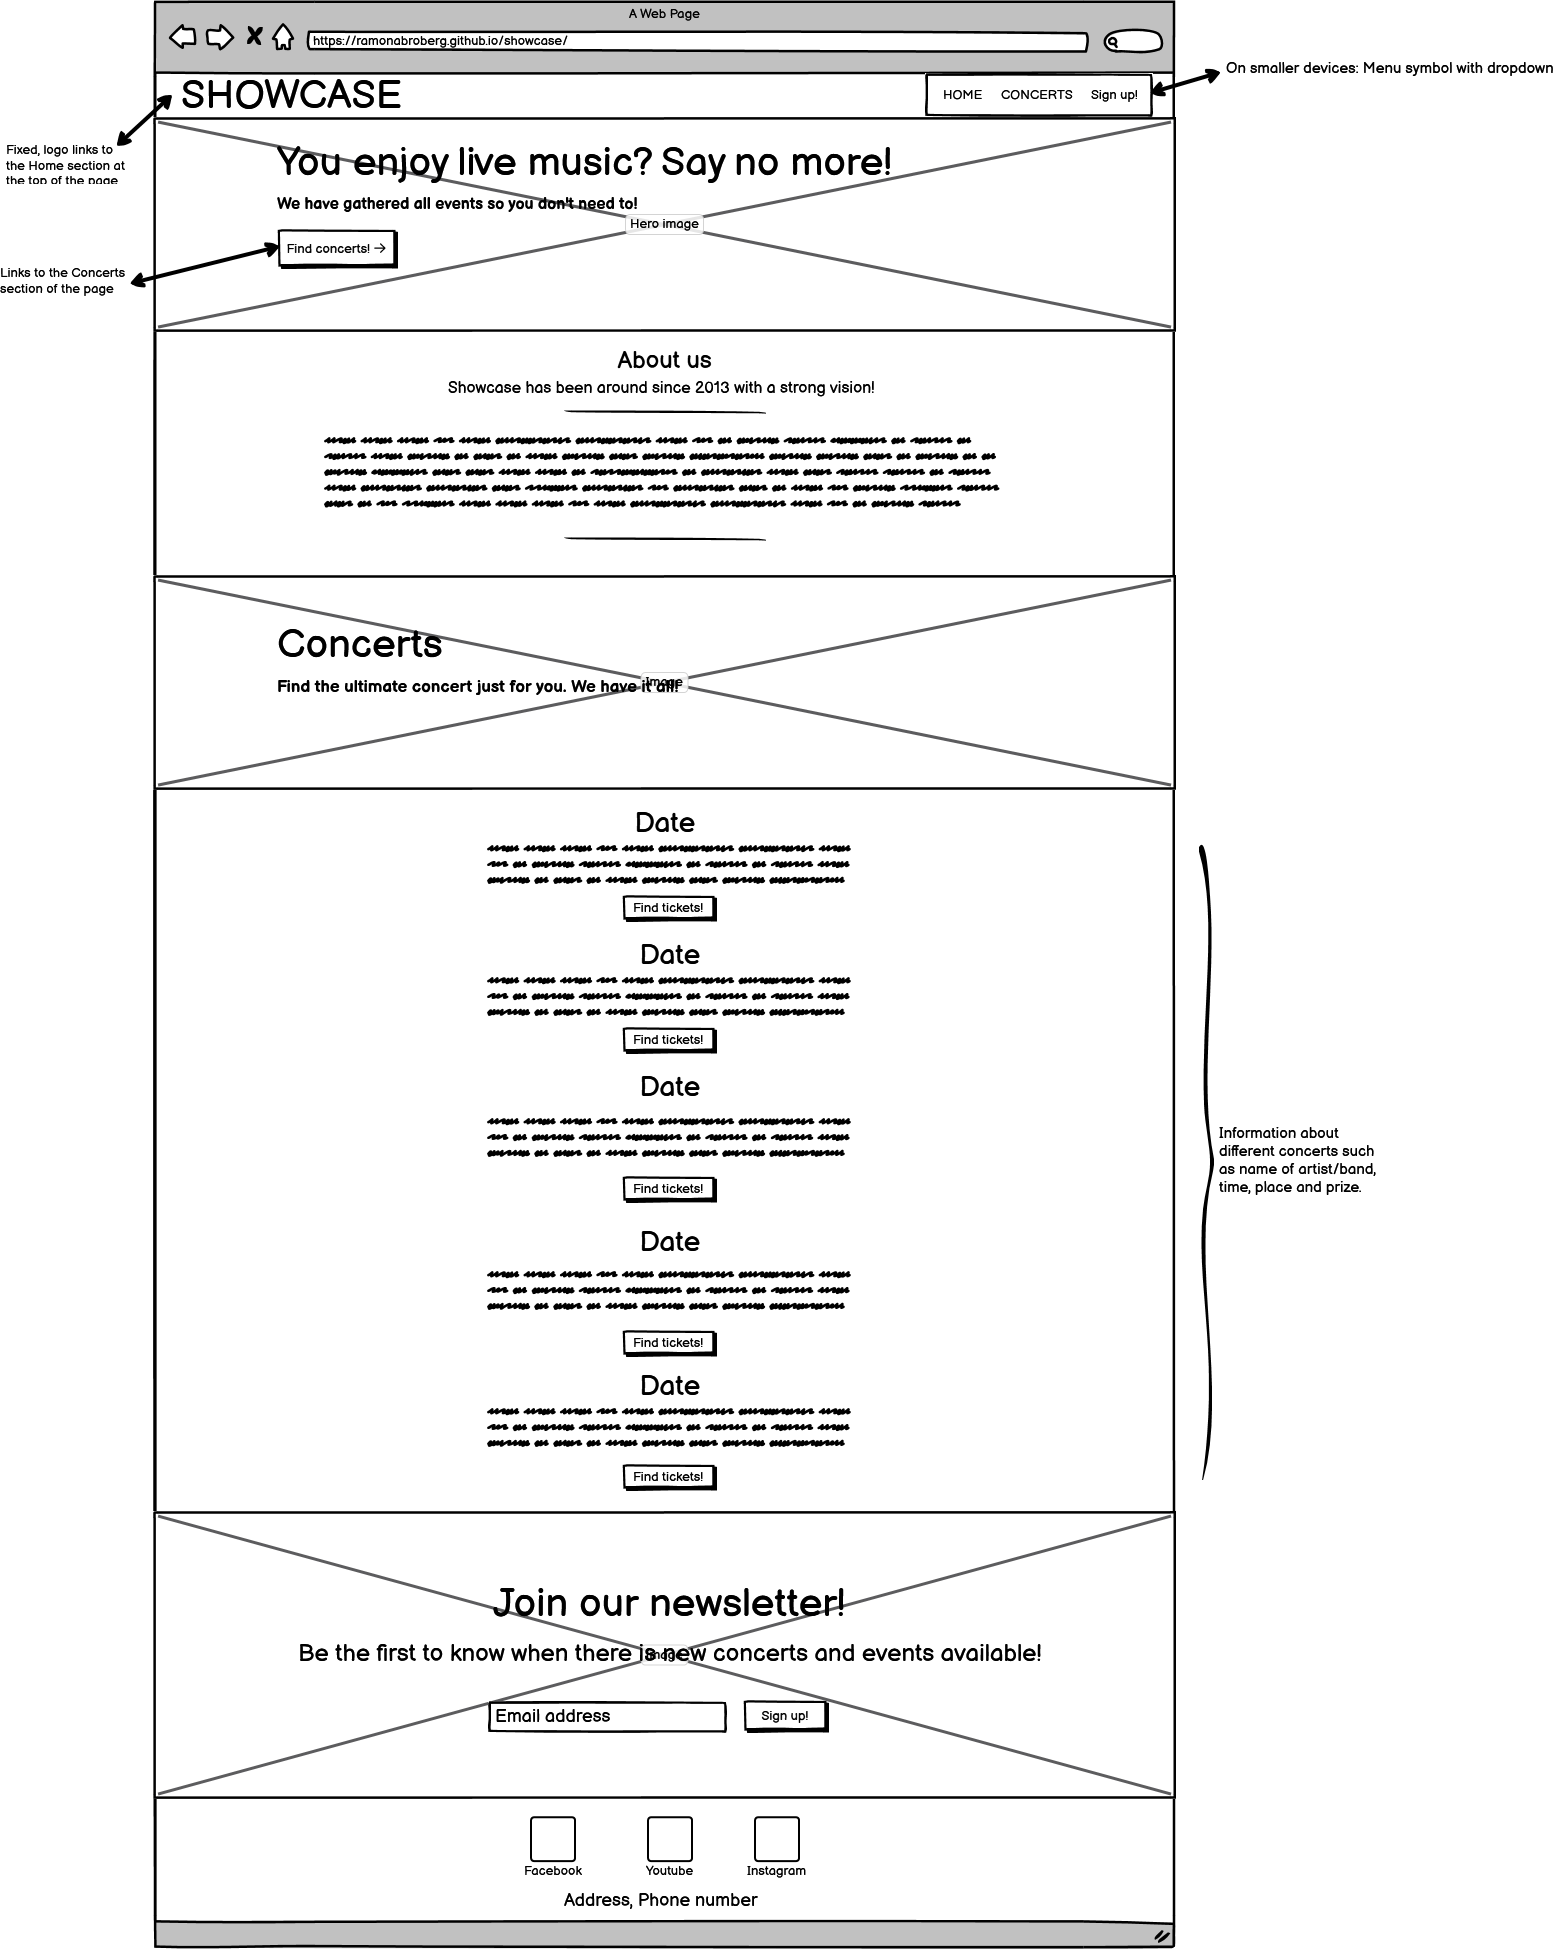 A Web Page
https://ramonabroberg.github.io/showcase/
On smaller devices: Menu symbol with dropdown
SHOWCASE
HOME CONCERTS Sign up!
Fixed, logo links to
the Home section at
the top of the page
You enjoy live music? Say no more!
We have gathered all events so you don't need to!
Hero image
Find concerts! →
Links to the Concerts
section of the page
About us
Showcase has been around since 2013 with a strong vision!
Concerts
Image
Find the ultimate concert just for you. We have it all!
Date
Find tickets!
Date
Find tickets!
Date
Information about
different concerts such
as name of artist/band,
time, place and prize.
Find tickets!
Date
Find tickets!
Date
Find tickets!
Join our newsletter!
Be the first to know when there is new concerts and events available!
Image
Email address
Sign up!
Facebook Youtube Instagram
Address, Phone number